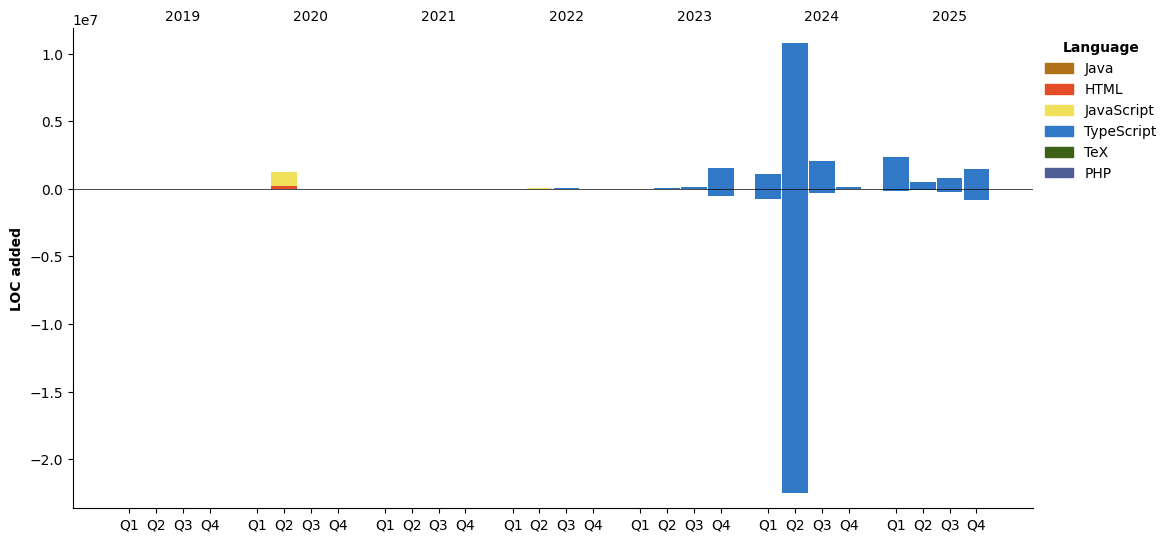 1e7
2019 2020 2021 2022 2023 2024 2025
1.0
0.5
0.0
−0.5
−1.0
−1.5
−2.0
LOC added
Q1 Q2 Q3 Q4 Q1 Q2 Q3 Q4 Q1 Q2 Q3 Q4 Q1 Q2 Q3 Q4 Q1 Q2 Q3 Q4 Q1 Q2 Q3 Q4 Q1 Q2 Q3 Q4
Language
Java
HTML
JavaScript
TypeScript
TeX
PHP